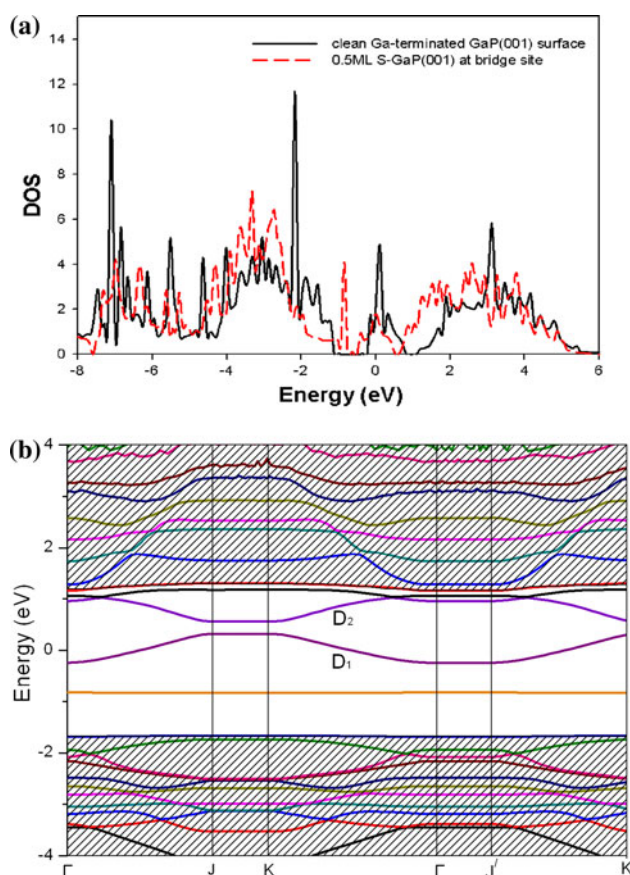 (a)
14
12
10
8
6
4
2
0
DOS
clean Ga-terminated GaP(001) surface
0.5ML S-GaP(001) at bridge site
-8 -6 -4 -2 0 2 4 6
Energy (eV)
(b)
4
2
0
-2
-4
Energy (eV)
D2
D1
Γ J K Γ J′ K